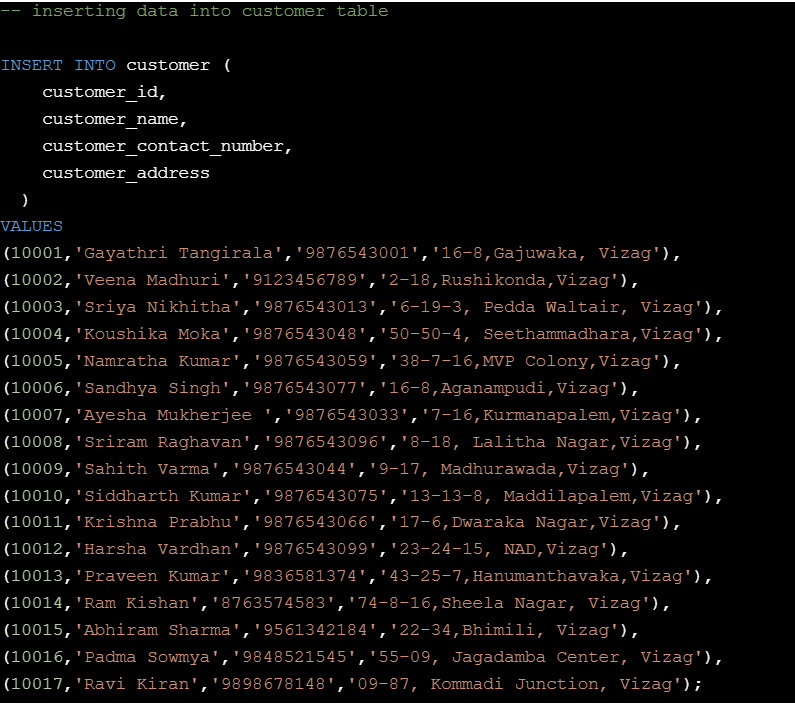 -- inserting data into customer table
INSERT INTO customer (
customer_id,
customer_name,
customer_contact_number,
customer_address
)
VALUES
(10001,'Gayathri Tangirala','9876543001','16-8,Gajuwaka, Vizag'),
(10002,'Veena Madhuri','9123456789','2-18,Rushikonda,Vizag'),
(10003,'Sriya Nikhitha','9876543013','6-19-3, Pedda Waltair, Vizag'),
(10004,'Koushika Moka','9876543048','50-50-4, Seethammadhara,Vizag'),
(10005,'Namratha Kumar','9876543059','38-7-16,MVP Colony,Vizag'),
(10006,'Sandhya Singh','9876543077','16-8,Aganampudi,Vizag'),
(10007,'Ayesha Mukherjee ','9876543033','7-16,Kurmanapalem,Vizag'),
(10008,'Sriram Raghavan','9876543096','8-18, Lalitha Nagar,Vizag'),
(10009,'Sahith Varma','9876543044','9-17, Madhurawada,Vizag'),
(10010,'Siddharth Kumar','9876543075','13-13-8, Maddilapalem,Vizag'),
(10011,'Krishna Prabhu','9876543066','17-6,Dwaraka Nagar,Vizag'),
(10012,'Harsha Vardhan','9876543099','23-24-15, NAD,Vizag'),
(10013,'Praveen Kumar','9836581374','43-25-7,Hanumanthavaka,Vizag'),
(10014,'Ram Kishan','8763574583','74-8-16,Sheela Nagar, Vizag'),
(10015,'Abhiram Sharma','9561342184','22-34,Bhimili, Vizag'),
(10016,'Padma Sowmya','9848521545','55-09, Jagadamba Center, Vizag'),
(10017,'Ravi Kiran','9898678148','09-87, Kommadi Junction, Vizag');